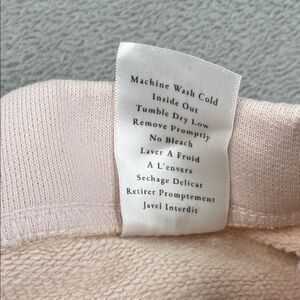 Machine Wash Cold
Inside Out
Tumble Dry Low
Remove Promptly
No Bleach
Laver A Froid
A L'envers
Sechage Delicat
Retirer Promptement
Javel Interdit